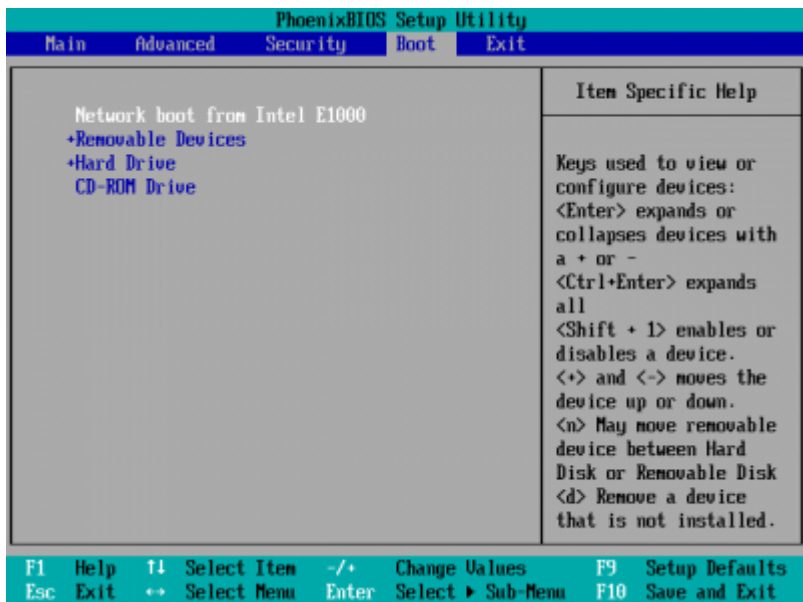 PhoenixBIOS Setup Utility
Main Advanced Security Boot Exit
Network boot from Intel E1000
+Removable Devices
+Hard Drive
CD-ROM Drive
Item Specific Help
Keys used to view or
configure devices:
<Enter> expands or
collapses devices with
a + or -
<Ctrl+Enter> expands
all
<Shift + 1> enables or
disables a device.
<+> and <-> moves the
device up or down.
<n> May move removable
device between Hard
Disk or Removable Disk
<d> Remove a device
that is not installed.
F1 Help ↑↓ Select Item -/+ Change Values F9 Setup Defaults
Esc Exit ↔ Select Menu Enter Select ▶ Sub-Menu F10 Save and Exit